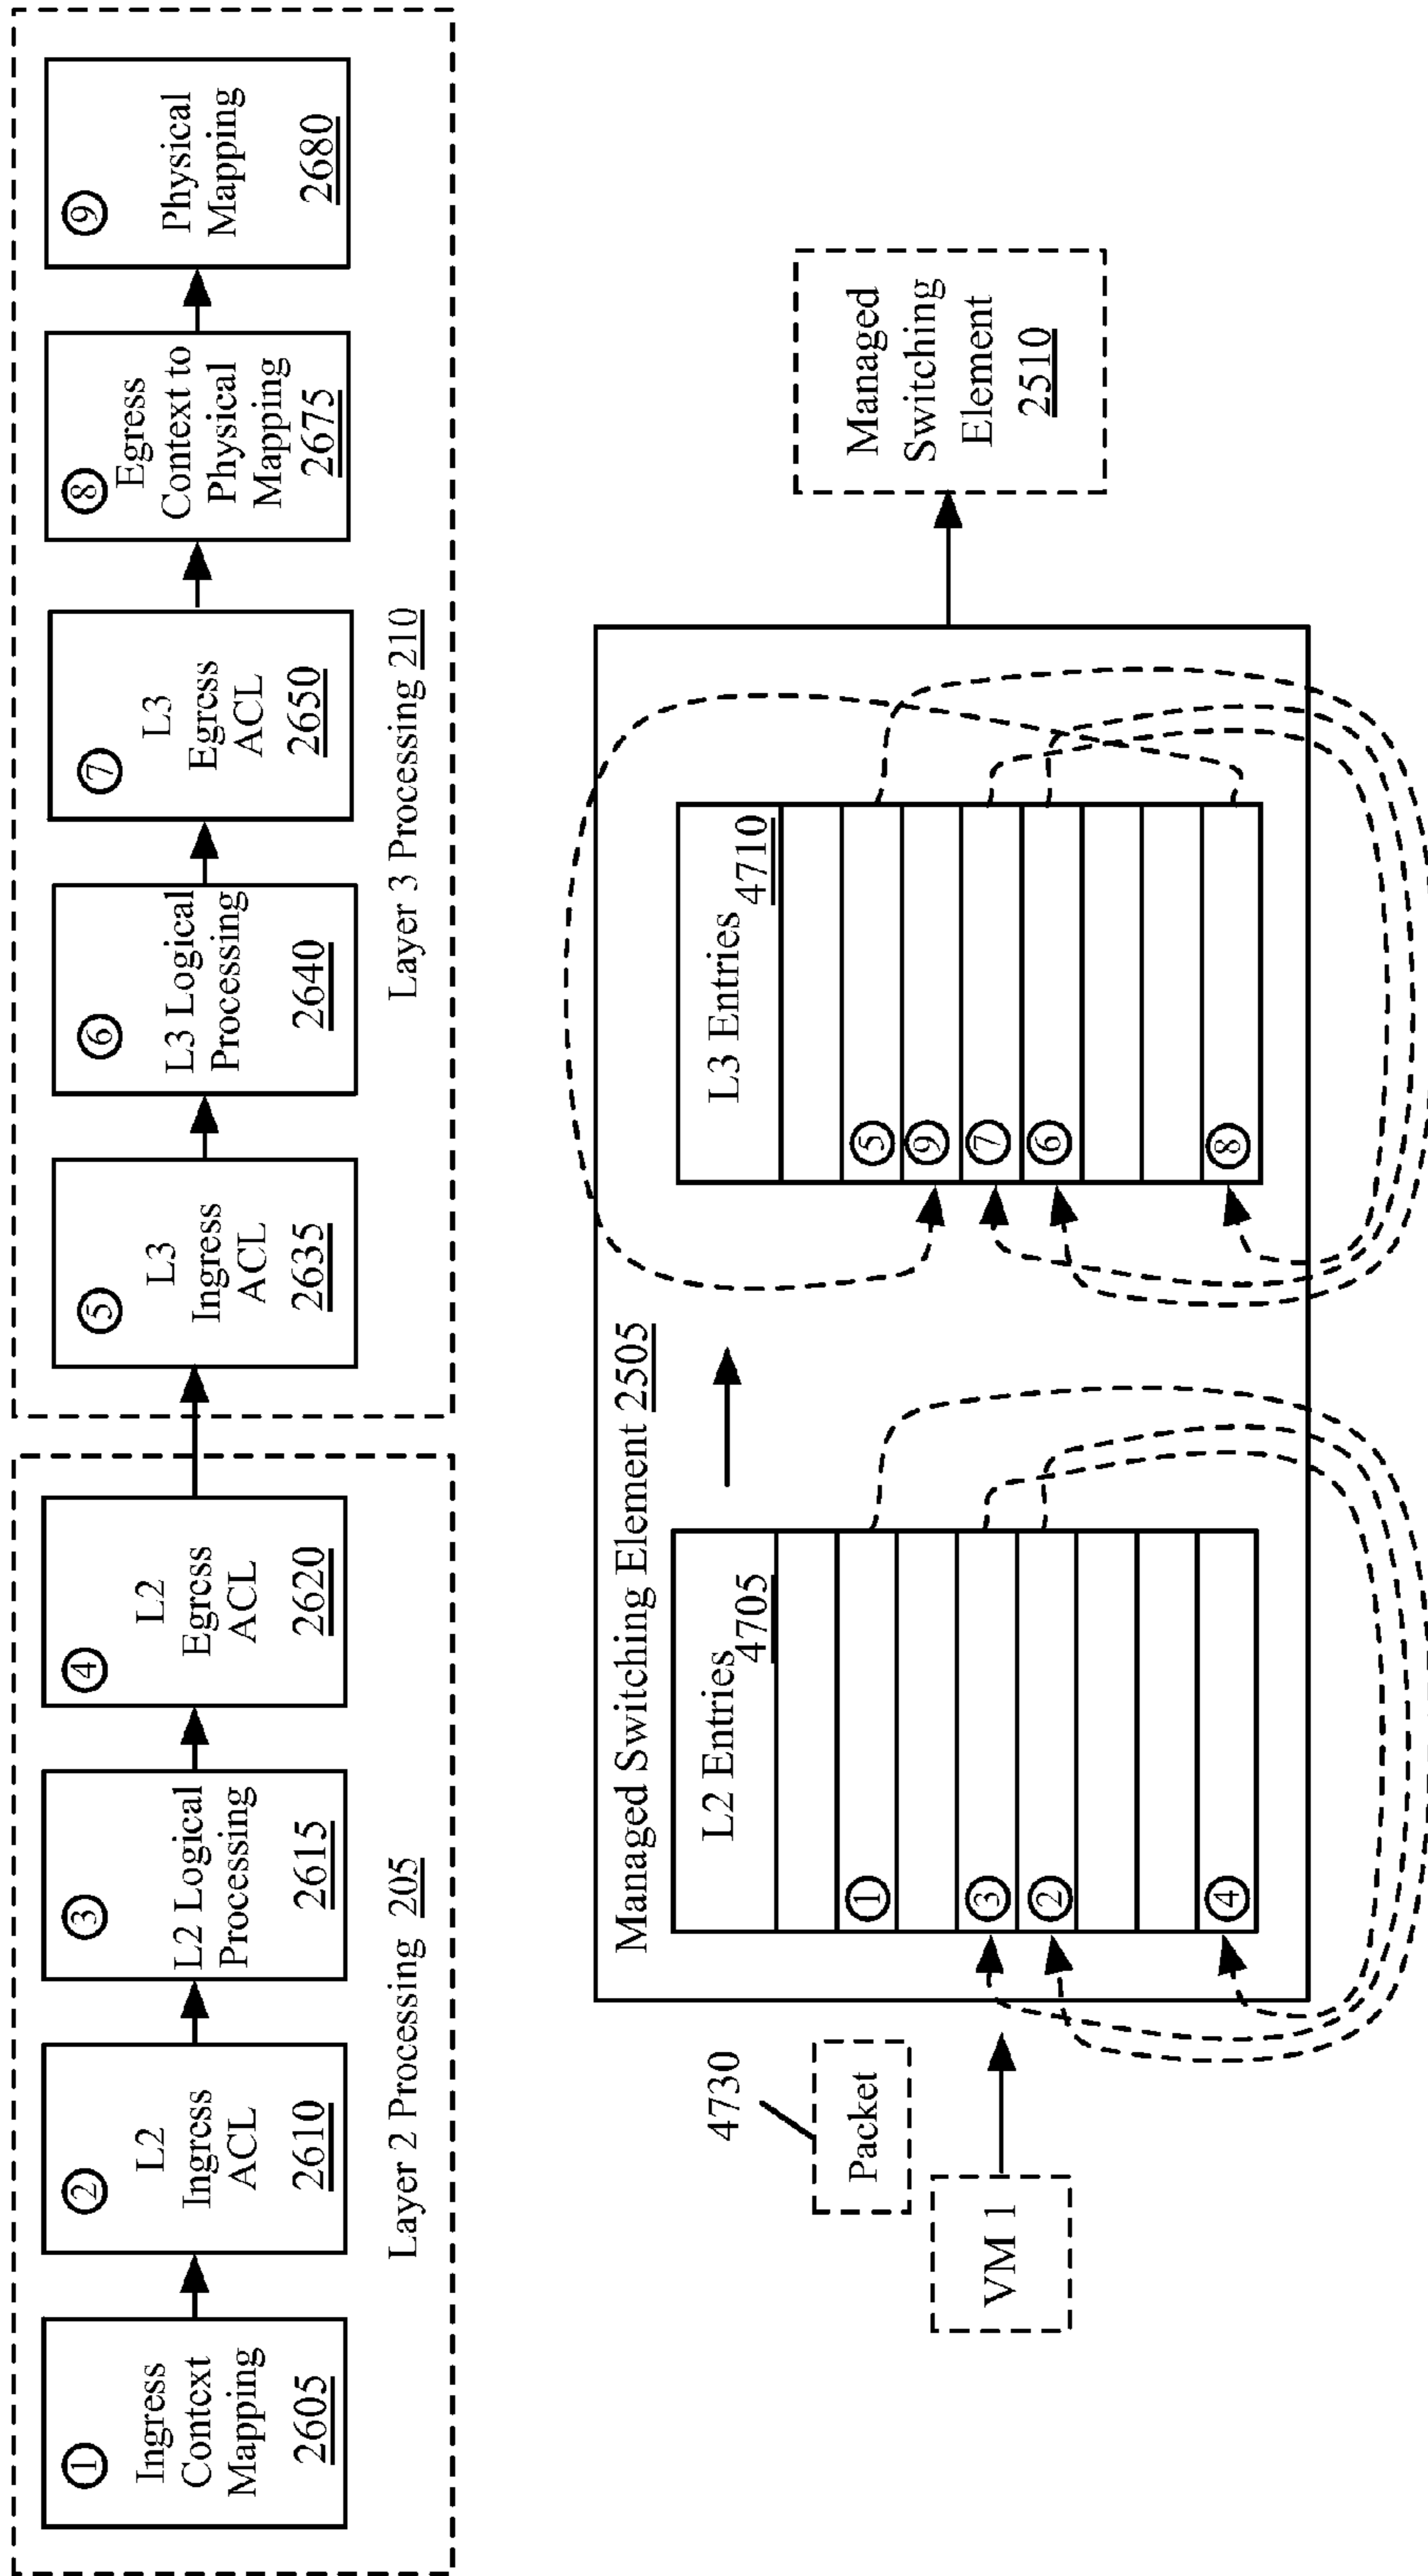 ①
Ingress
Context
Mapping
2605
②
L2
Ingress
ACL
2610
③
L2 Logical
Processing
2615
④
L2
Egress
ACL
2620
Layer 2 Processing 205
⑤
L3
Ingress
ACL
2635
⑥
L3 Logical
Processing
2640
⑦
L3
Egress
ACL
2650
⑧
Egress
Context to
Physical
Mapping
2675
⑨
Physical
Mapping
2680
Layer 3 Processing 210
4730
Packet
VM 1
Managed Switching Element 2505
L2 Entries
4705
①
③
②
④
L3 Entries
4710
⑤
⑨
⑦
⑥
⑧
Managed
Switching
Element
2510